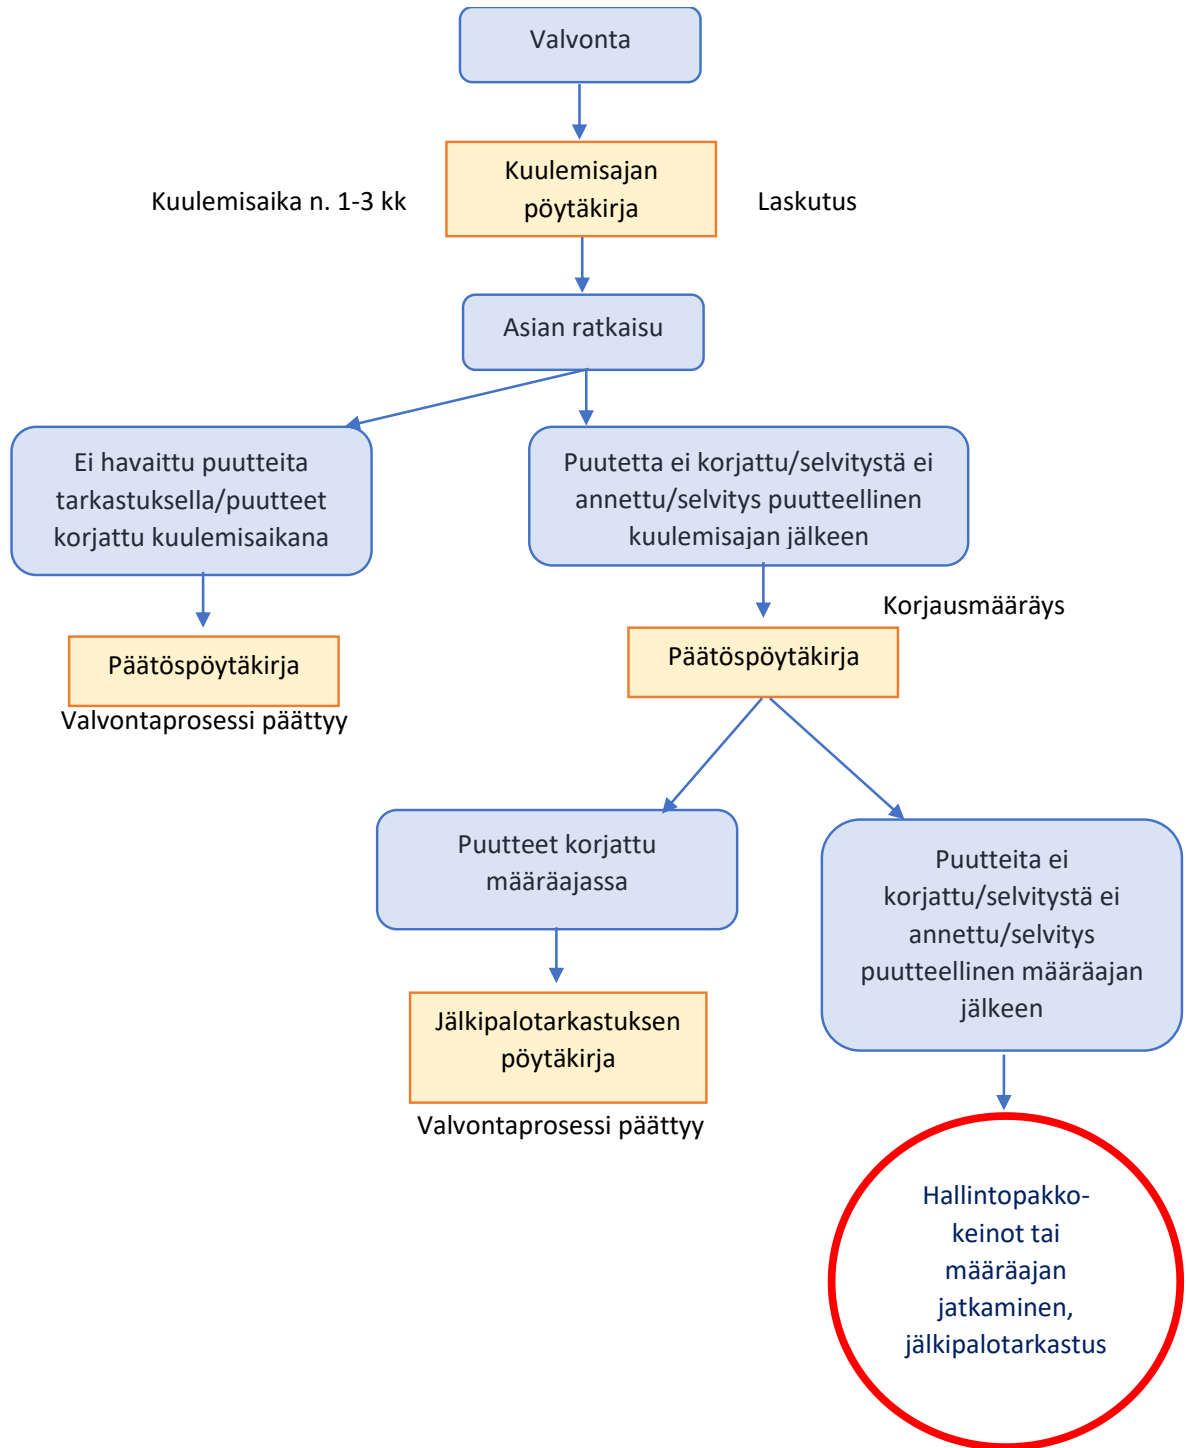 Valvonta
Kuulemisajan
pöytäkirja
Kuulemisaika n. 1-3 kk
Laskutus
Asian ratkaisu
Ei havaittu puutteita
tarkastuksella/puutteet
korjattu kuulemisaikana
Puutetta ei korjattu/selvitystä ei
annettu/selvitys puutteellinen
kuulemisajan jälkeen
Korjausmääräys
Päätöspöytäkirja
Valvontaprosessi päättyy
Päätöspöytäkirja
Puutteet korjattu
määräajassa
Puutteita ei
korjattu/selvitystä ei
annettu/selvitys
puutteellinen määräajan
jälkeen
Jälkipalotarkastuksen
pöytäkirja
Valvontaprosessi päättyy
Hallintopakko-
keinot tai
määräajan
jatkaminen,
jälkipalotarkastus